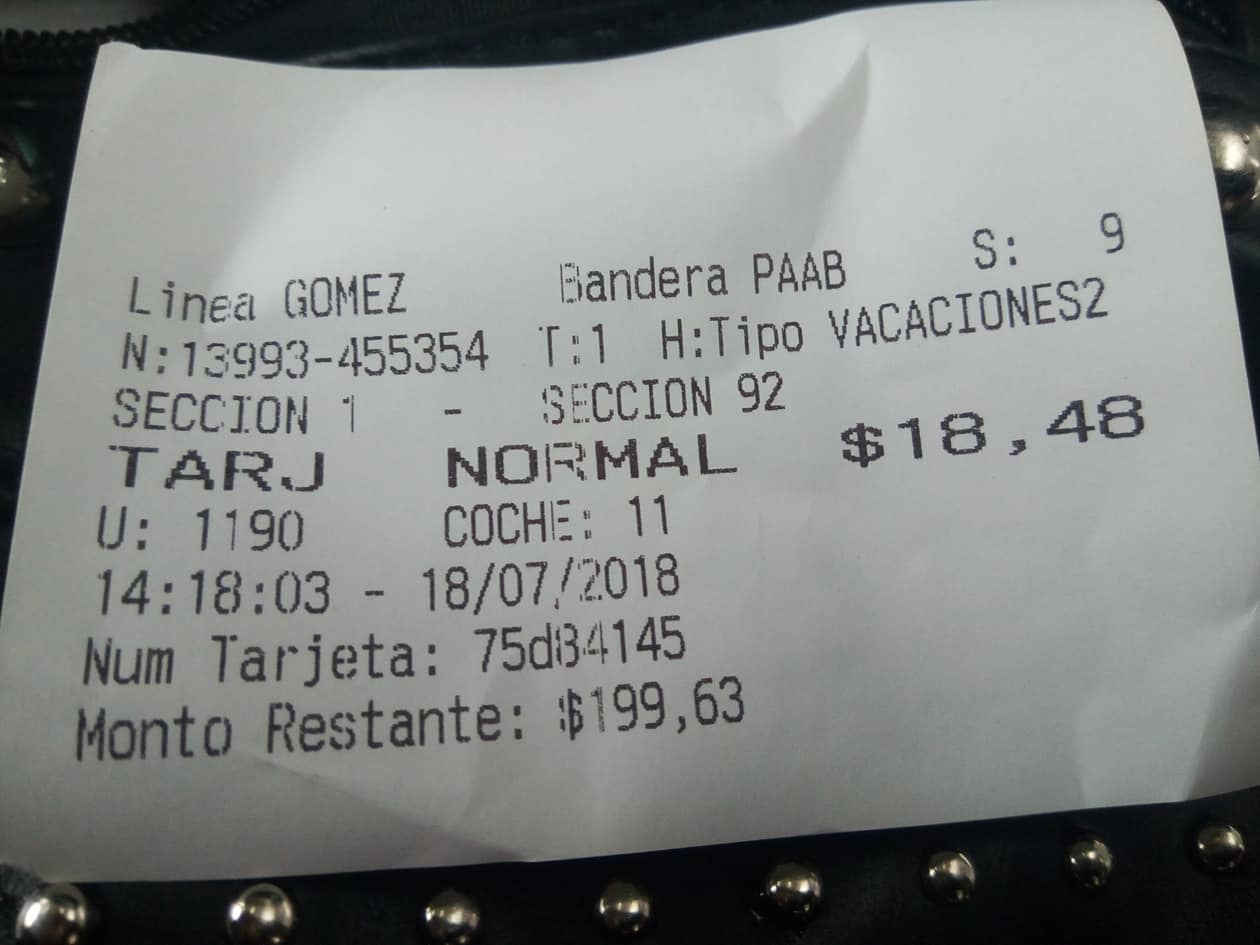 Linea GOMEZ Bandera PAAB S: 9
N:13993-455354 T:1 H:Tipo VACACIONES2
SECCION 1 - SECCION 92
TARJ NORMAL $18,48
U: 1190 COCHE: 11
14:18:03 - 18/07/2018
Num Tarjeta: 75d84145
Monto Restante: $199,63